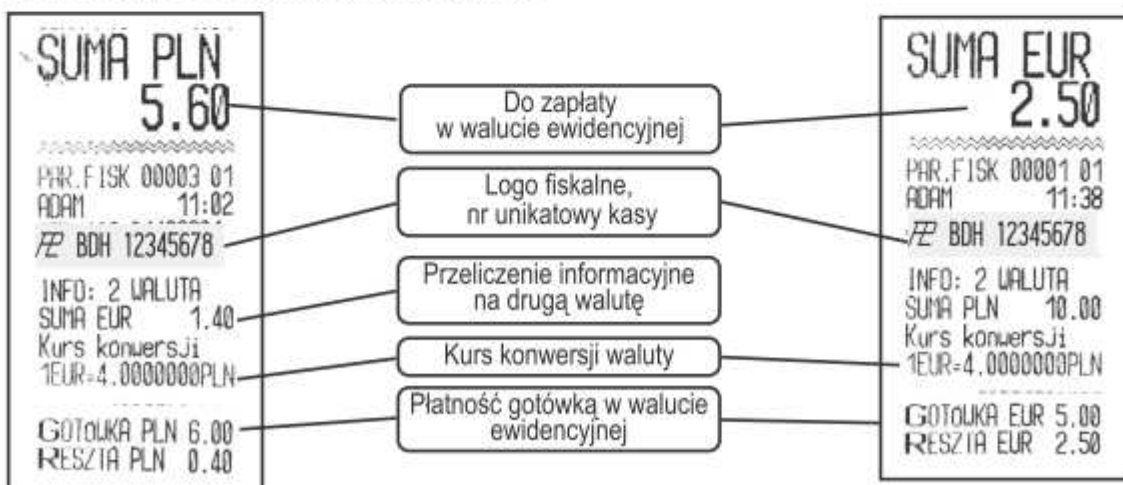 SUMA PLN
5.60
PAR.FISK 00003 01
ADAM 11:02
BDH 12345678
INFO: 2 WALUTA
SUMA EUR 1.40
Kurs konwersji
1EUR=4.0000000PLN
GOTÓWKA PLN 6.00
RESZTA PLN 0.40
Do zapłaty
w walucie ewidencyjnej
Logo fiskalne,
nr unikatowy kasy
Przeliczenie informacyjne
na drugą walutę
Kurs konwersji waluty
Płatność gotówką w walucie
ewidencyjnej
SUMA EUR
2.50
PAR.FISK 00001 01
ADAM 11:38
BDH 12345678
INFO: 2 WALUTA
SUMA PLN 10.00
Kurs konwersji
1EUR=4.0000000PLN
GOTÓWKA EUR 5.00
RESZTA EUR 2.50